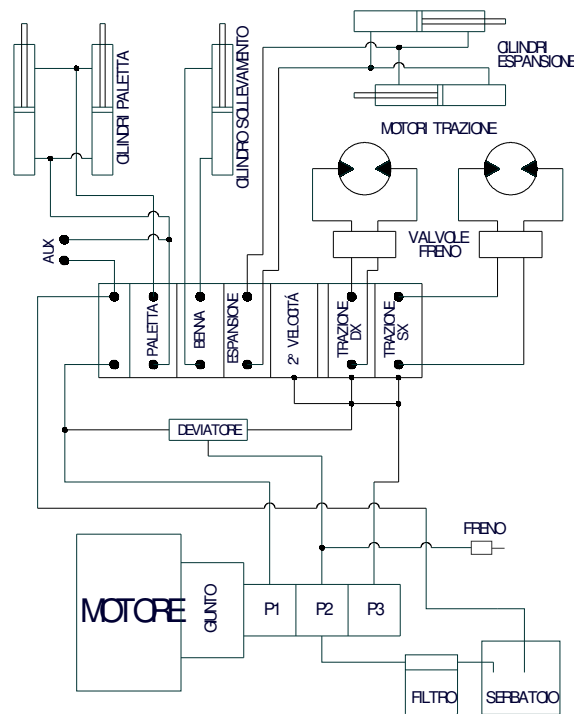 CILINDRI PALETTA
CILINDRO SOLLEVAMENTO
CILINDRI
ESPANSIONE
MOTORI TRAZIONE
VALVOLE
FRENO
AUX
PALETTA
BENNA
ESPANSIONE
2° VELOCITÁ
TRAZIONE
DX
TRAZIONE
SX
DEVIATORE
FRENO
MOTORE
GIUNTO
P1
P2
P3
FILTRO
SERBATOIO